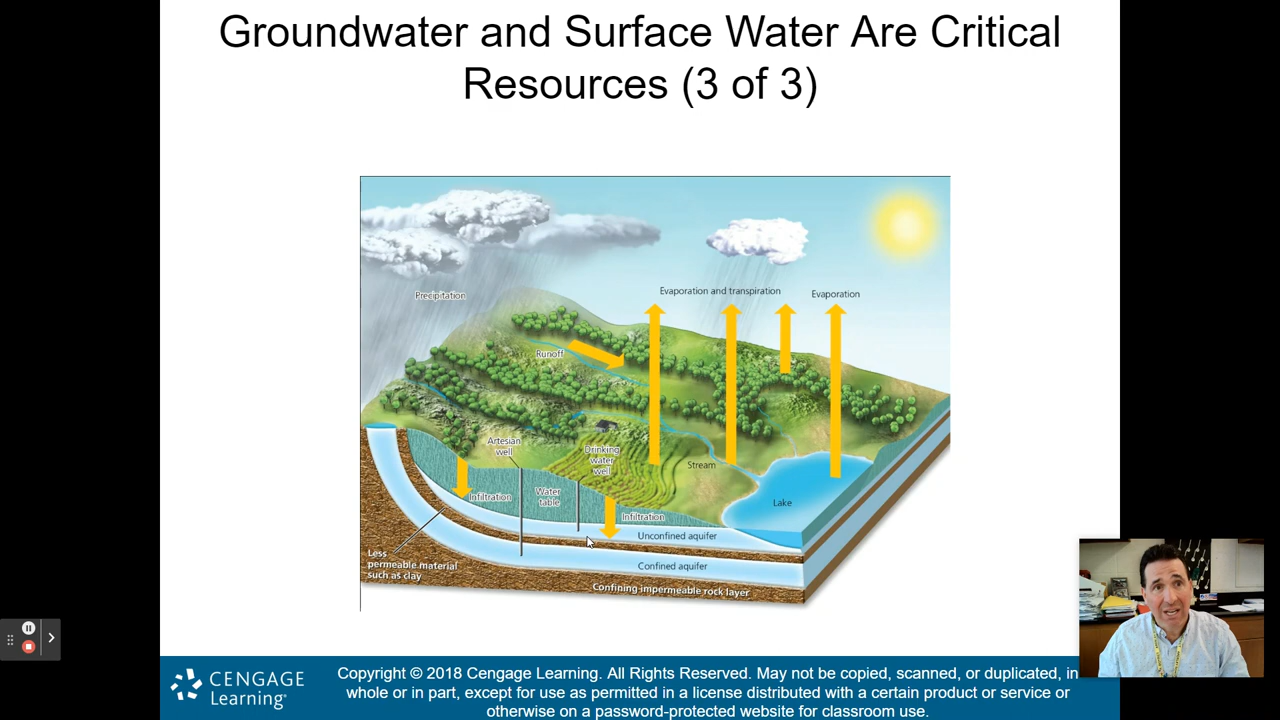 Groundwater and Surface Water Are Critical
Resources (3 of 3)
Precipitation
Evaporation and transpiration
Evaporation
Runoff
Artesian
well
Drinking
water
well
Stream
Infiltration
Water
table
Lake
Infiltration
Unconfined aquifer
Less
permeable material
such as clay
Confined aquifer
Confining impermeable rock layer
CENGAGE
Learning®
Copyright © 2018 Cengage Learning. All Rights Reserved. May not be copied, scanned, or duplicated, in
whole or in part, except for use as permitted in a license distributed with a certain product or service or
otherwise on a password-protected website for classroom use.